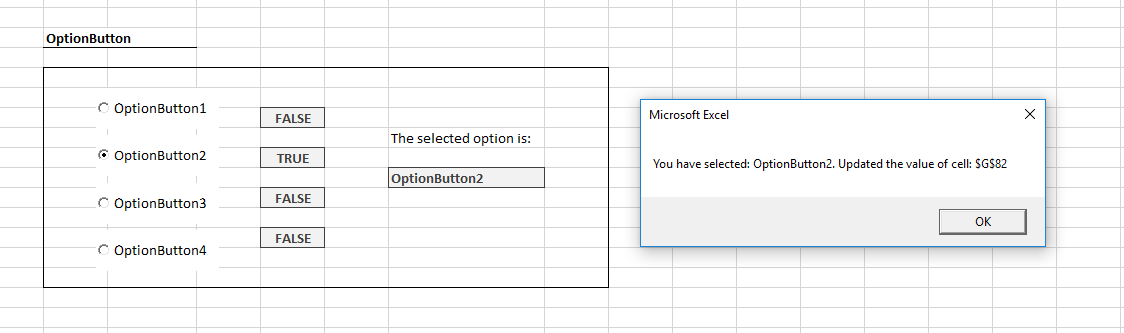 OptionButton
OptionButton1
FALSE
OptionButton2
TRUE
OptionButton3
FALSE
OptionButton4
FALSE
The selected option is:
OptionButton2
Microsoft Excel
You have selected: OptionButton2. Updated the value of cell: $G$82
OK